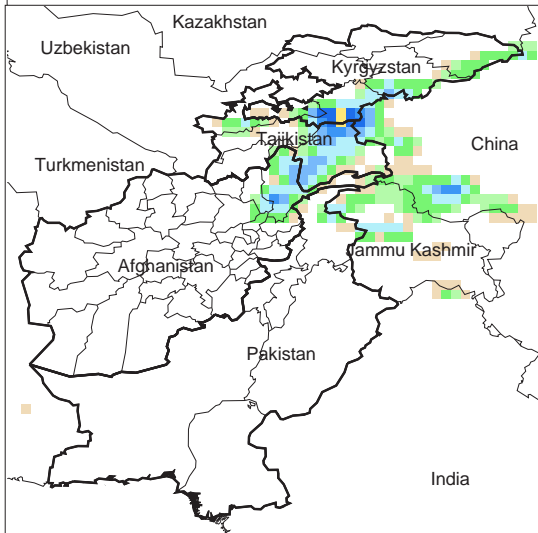 Kazakhstan
Uzbekistan
Kyrgyzstan
Tajikistan
China
Turkmenistan
Jammu Kashmir
Afghanistan
Pakistan
India